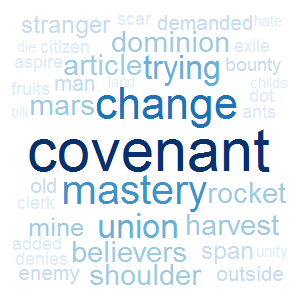 stranger scar demanded hate
die citizen dominion exile
aspire article trying bounty
fruits man land childs
mars change dot
bill ants
covenant
old mastery rocket
clerk
mine union harvest
added believers span unity
denies
enemy shoulder outside